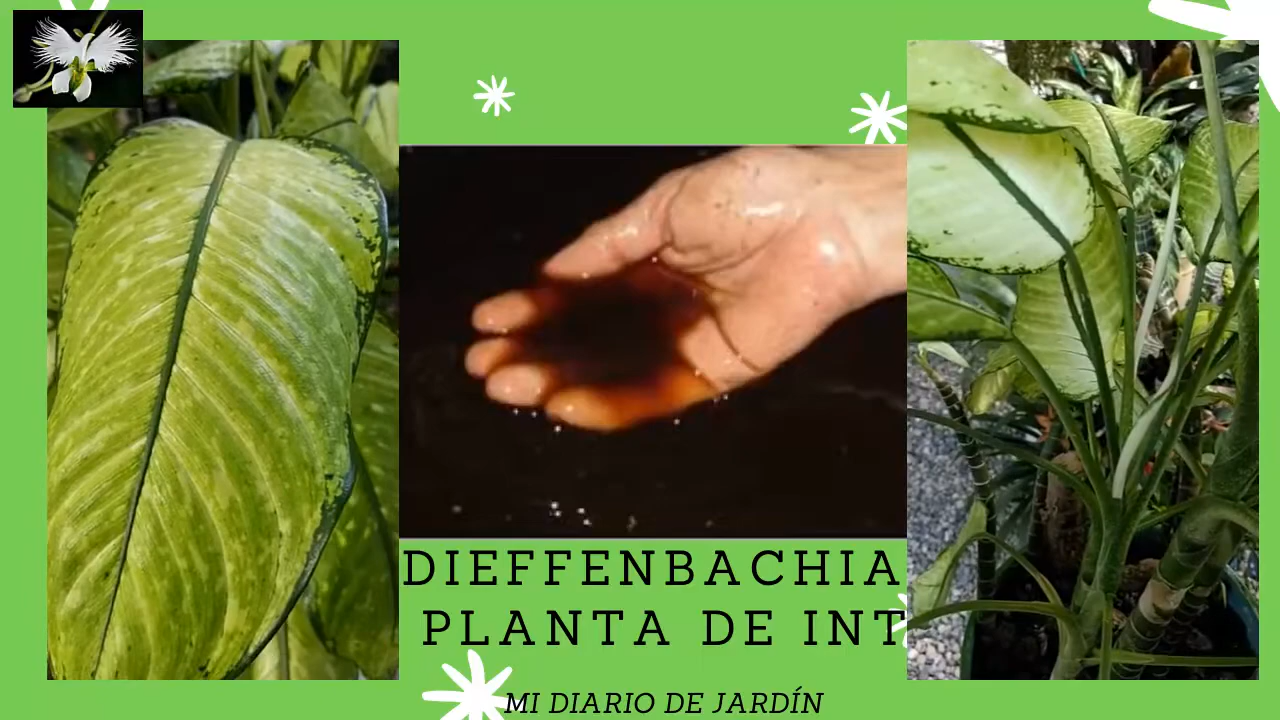 DIEFFENBACHIA
PLANTA DE INT
MI DIARIO DE JARDÍN